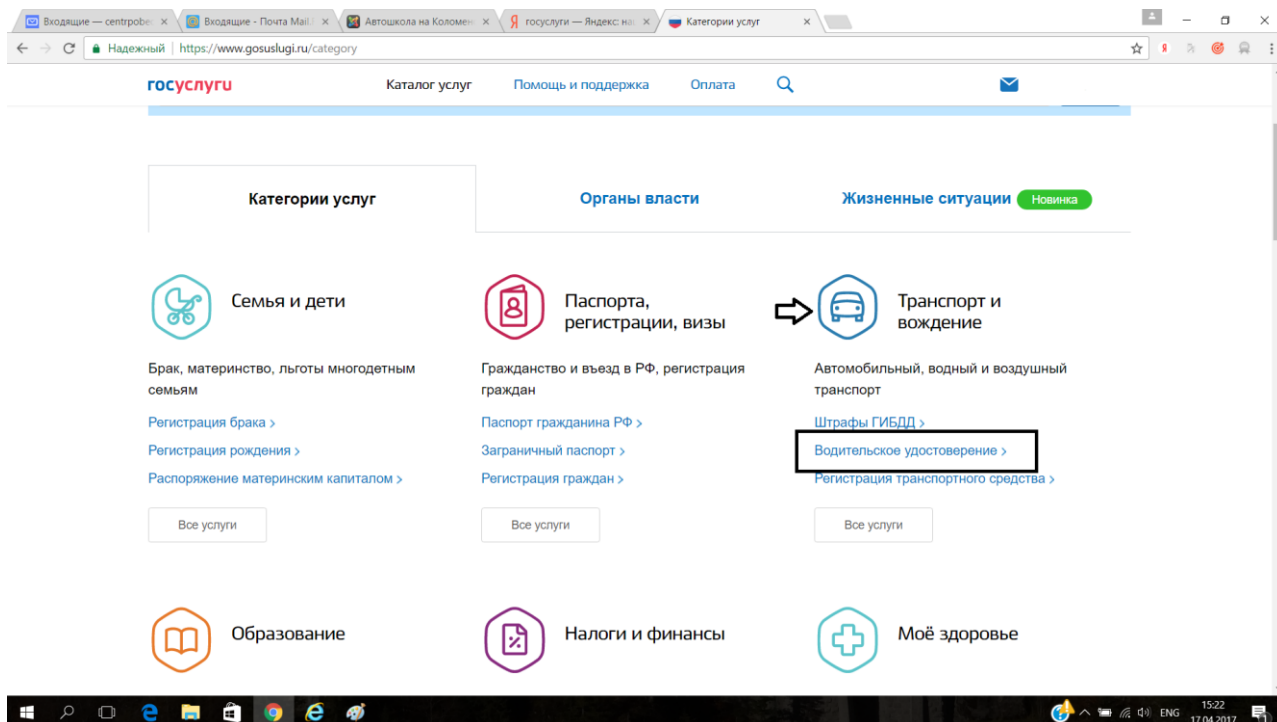 Входящие — centrpober
Входящие - Почта Mail.
Автошкола на Коломен
Я госуслуги — Яндекс: на
Категории услуг
Надежный https://www.gosuslugi.ru/category
госуслуги
Каталог услуг
Помощь и поддержка
Оплата
Категории услуг
Органы власти
Жизненные ситуации Новинка
Семья и дети
Брак, материнство, льготы многодетным
семьям
Регистрация брака >
Регистрация рождения >
Распоряжение материнским капиталом >
Все услуги
Паспорта,
регистрации, визы
Гражданство и въезд в РФ, регистрация
граждан
Паспорт гражданина РФ >
Заграничный паспорт >
Регистрация граждан >
Все услуги
Транспорт и
вождение
Автомобильный, водный и воздушный
транспорт
Штрафы ГИБДД >
Водительское удостоверение >
Регистрация транспортного средства >
Все услуги
Образование
Налоги и финансы
Моё здоровье
ENG
15:22
17.04.2017